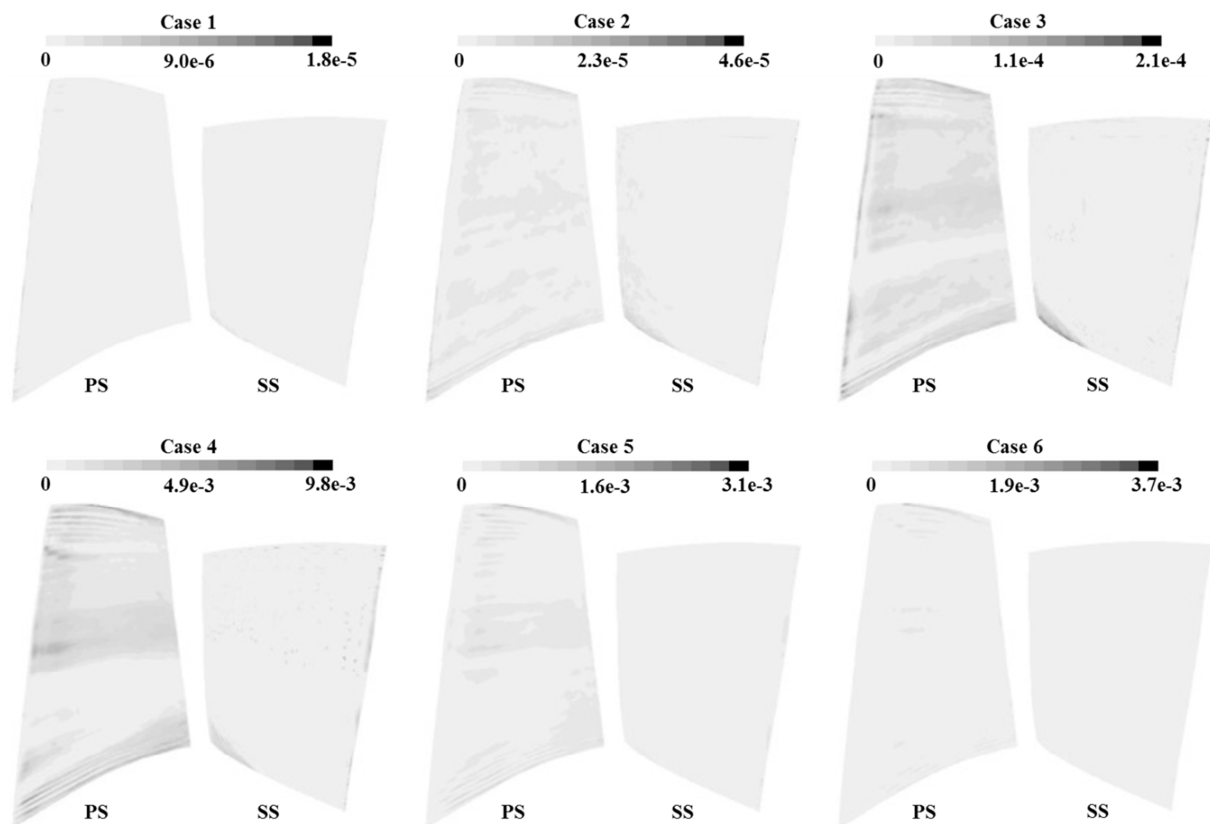 Case 1 Case 2 Case 3
0 9.0e-6 1.8e-5 0 2.3e-5 4.6e-5 0 1.1e-4 2.1e-4
PS SS PS SS PS SS
Case 4 Case 5 Case 6
0 4.9e-3 9.8e-3 0 1.6e-3 3.1e-3 0 1.9e-3 3.7e-3
PS SS PS SS PS SS